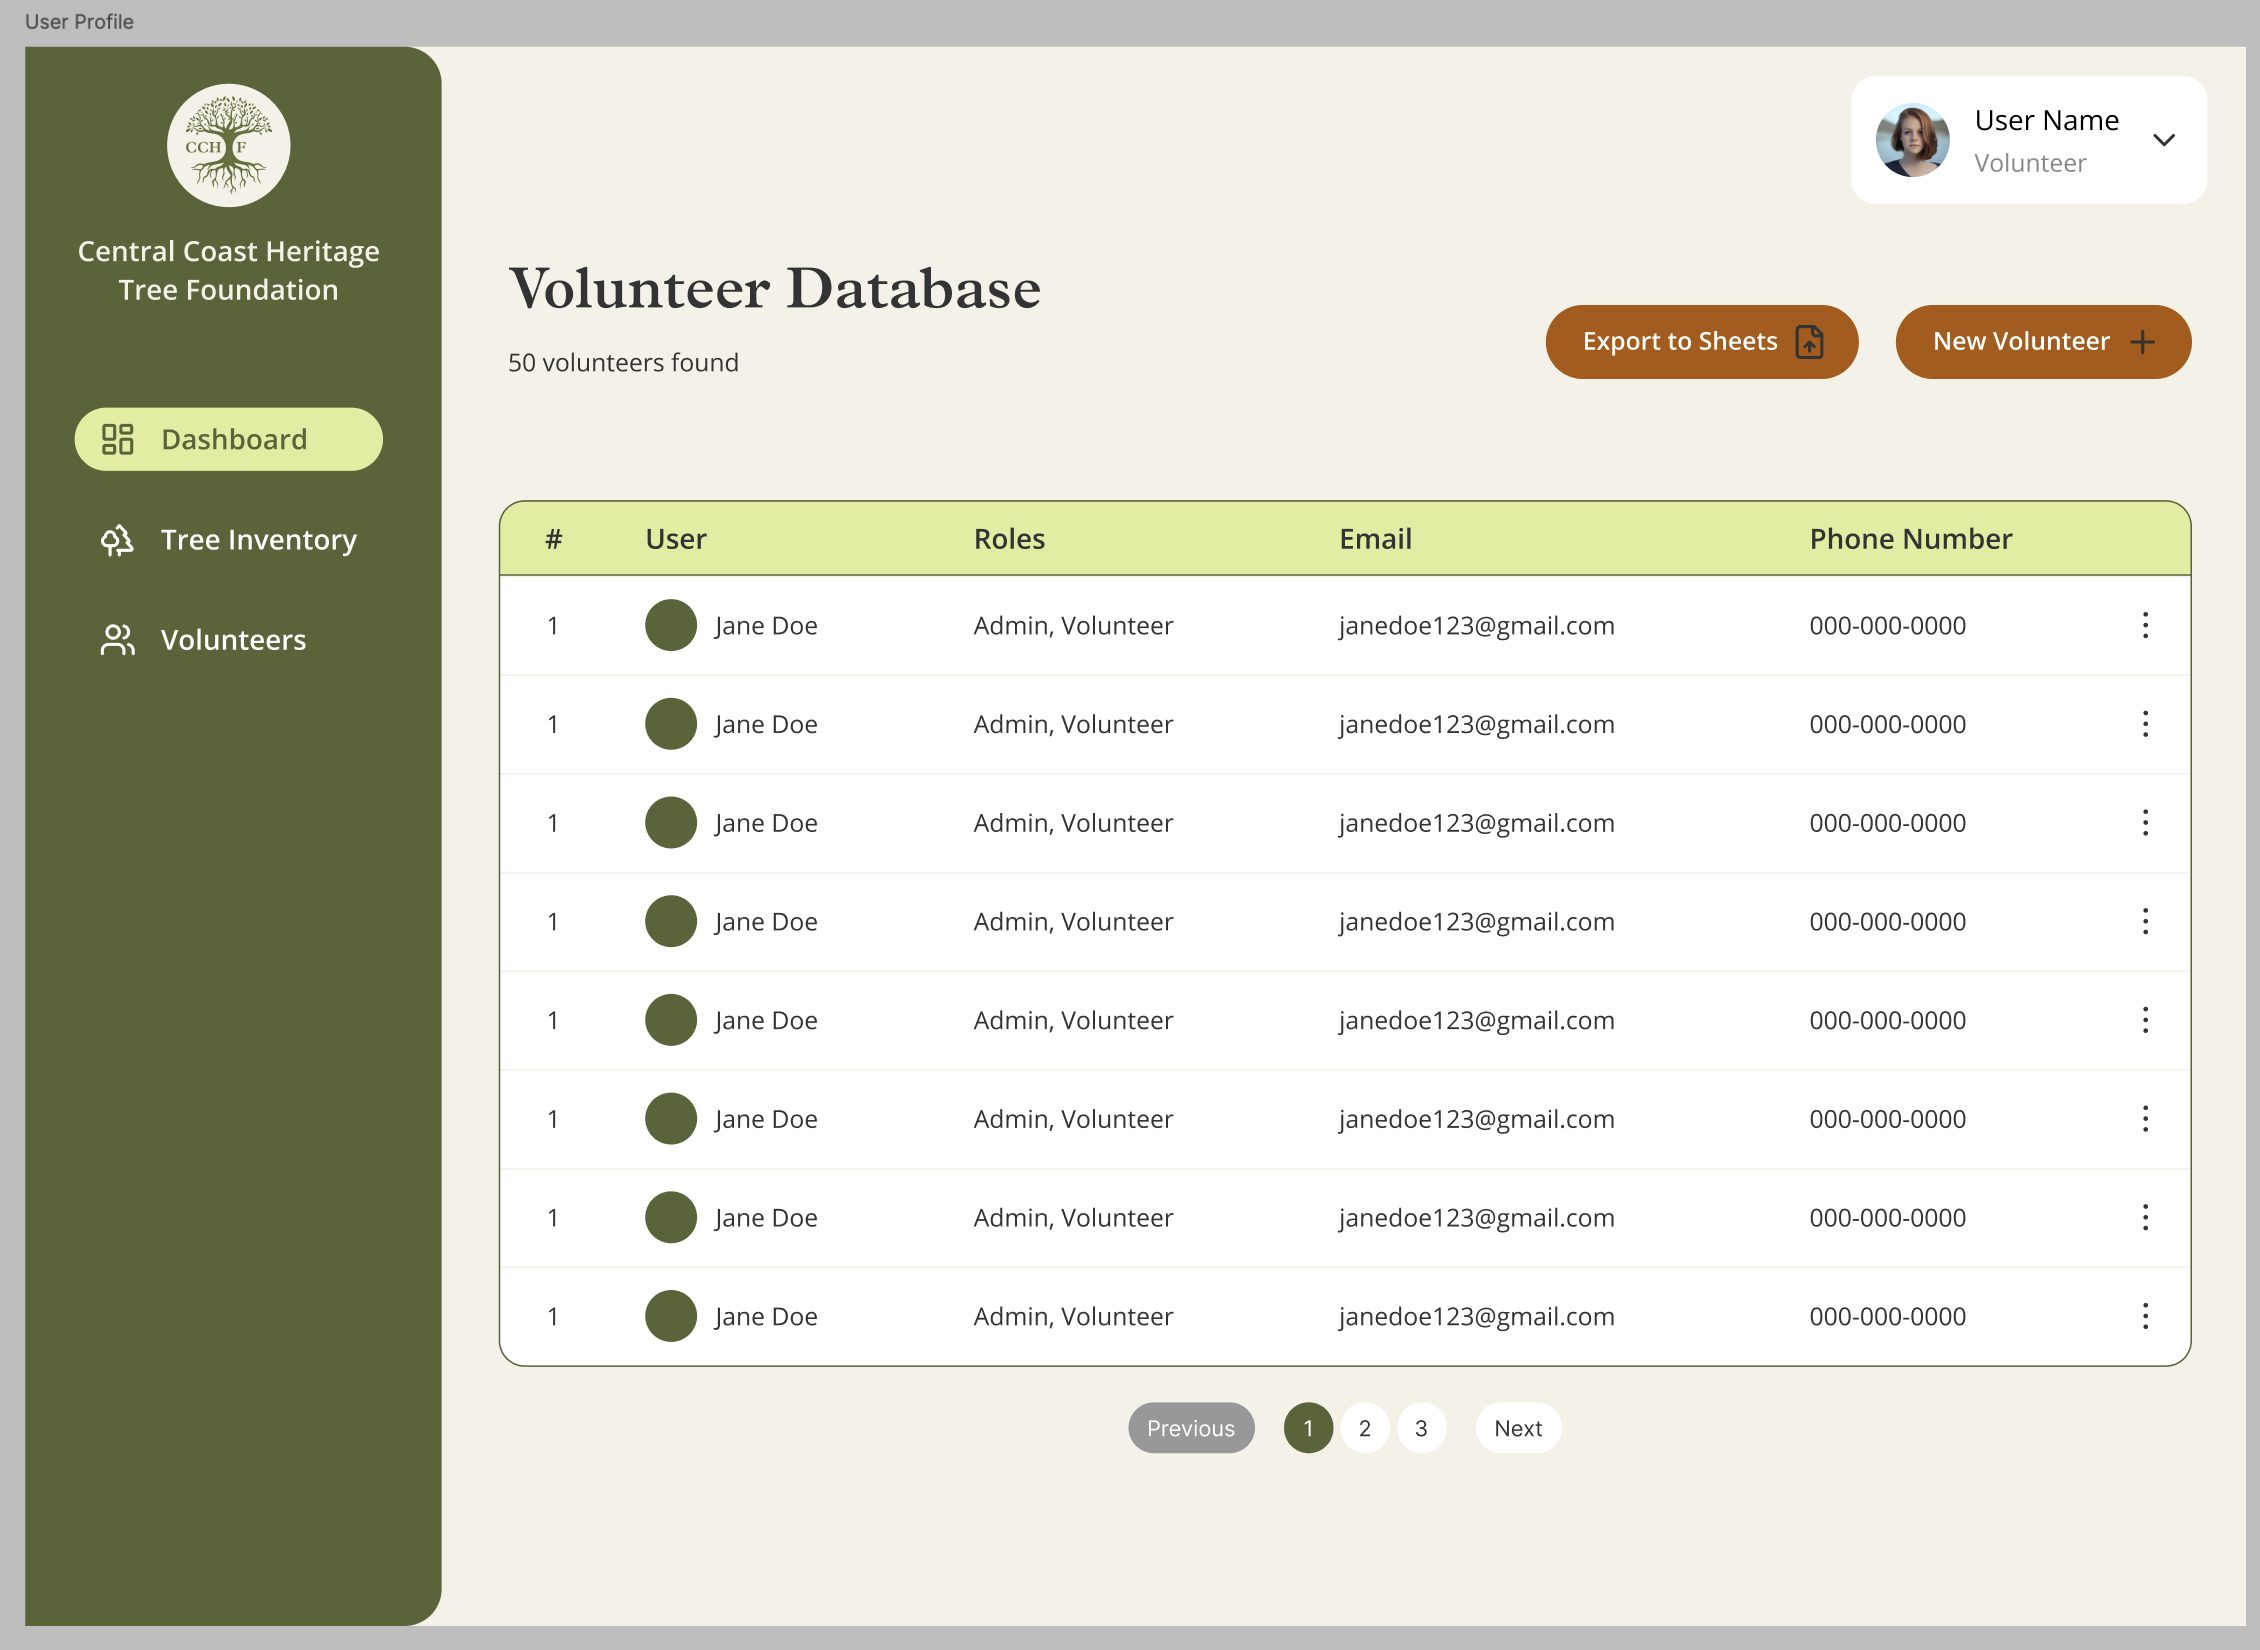 User Profile
CCH F
Central Coast Heritage
Tree Foundation
Dashboard
Tree Inventory
Volunteers
User Name
Volunteer
Volunteer Database
50 volunteers found
Export to Sheets
New Volunteer
# User Roles Email Phone Number
1 Jane Doe Admin, Volunteer janedoe123@gmail.com 000-000-0000
1 Jane Doe Admin, Volunteer janedoe123@gmail.com 000-000-0000
1 Jane Doe Admin, Volunteer janedoe123@gmail.com 000-000-0000
1 Jane Doe Admin, Volunteer janedoe123@gmail.com 000-000-0000
1 Jane Doe Admin, Volunteer janedoe123@gmail.com 000-000-0000
1 Jane Doe Admin, Volunteer janedoe123@gmail.com 000-000-0000
1 Jane Doe Admin, Volunteer janedoe123@gmail.com 000-000-0000
1 Jane Doe Admin, Volunteer janedoe123@gmail.com 000-000-0000
Previous 1 2 3 Next